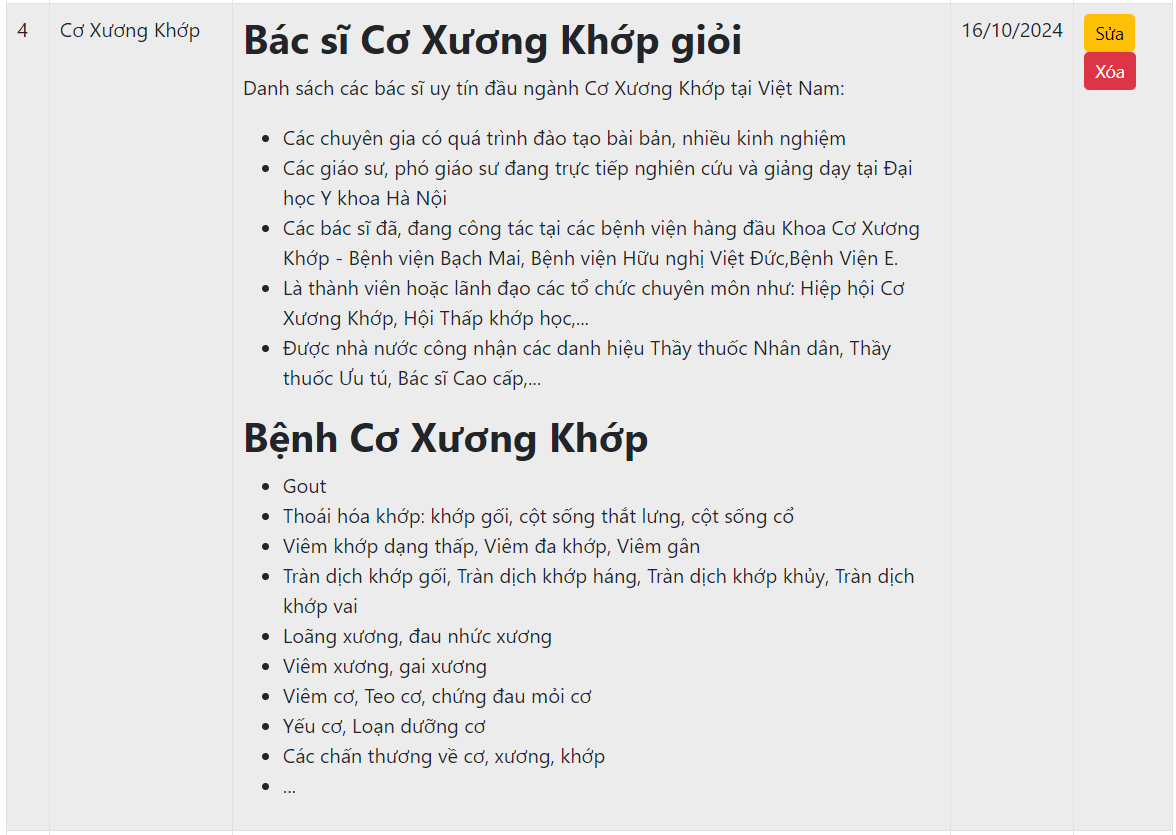 4
Cơ Xương Khớp
Bác sĩ Cơ Xương Khớp giỏi
Danh sách các bác sĩ uy tín đầu ngành Cơ Xương Khớp tại Việt Nam:
Các chuyên gia có quá trình đào tạo bài bản, nhiều kinh nghiệm
Các giáo sư, phó giáo sư đang trực tiếp nghiên cứu và giảng dạy tại Đại
học Y khoa Hà Nội
Các bác sĩ đã, đang công tác tại các bệnh viện hàng đầu Khoa Cơ Xương
Khớp - Bệnh viện Bạch Mai, Bệnh viện Hữu nghị Việt Đức,Bệnh Viện E.
Là thành viên hoặc lãnh đạo các tổ chức chuyên môn như: Hiệp hội Cơ
Xương Khớp, Hội Thấp khớp học,...
Được nhà nước công nhận các danh hiệu Thầy thuốc Nhân dân, Thầy
thuốc Ưu tú, Bác sĩ Cao cấp,...
Bệnh Cơ Xương Khớp
Gout
Thoái hóa khớp: khớp gối, cột sống thắt lưng, cột sống cổ
Viêm khớp dạng thấp, Viêm đa khớp, Viêm gân
Tràn dịch khớp gối, Tràn dịch khớp háng, Tràn dịch khớp khủy, Tràn dịch
khớp vai
Loãng xương, đau nhức xương
Viêm xương, gai xương
Viêm cơ, Teo cơ, chứng đau mỏi cơ
Yếu cơ, Loạn dưỡng cơ
Các chấn thương về cơ, xương, khớp
...
16/10/2024
Sửa
Xóa